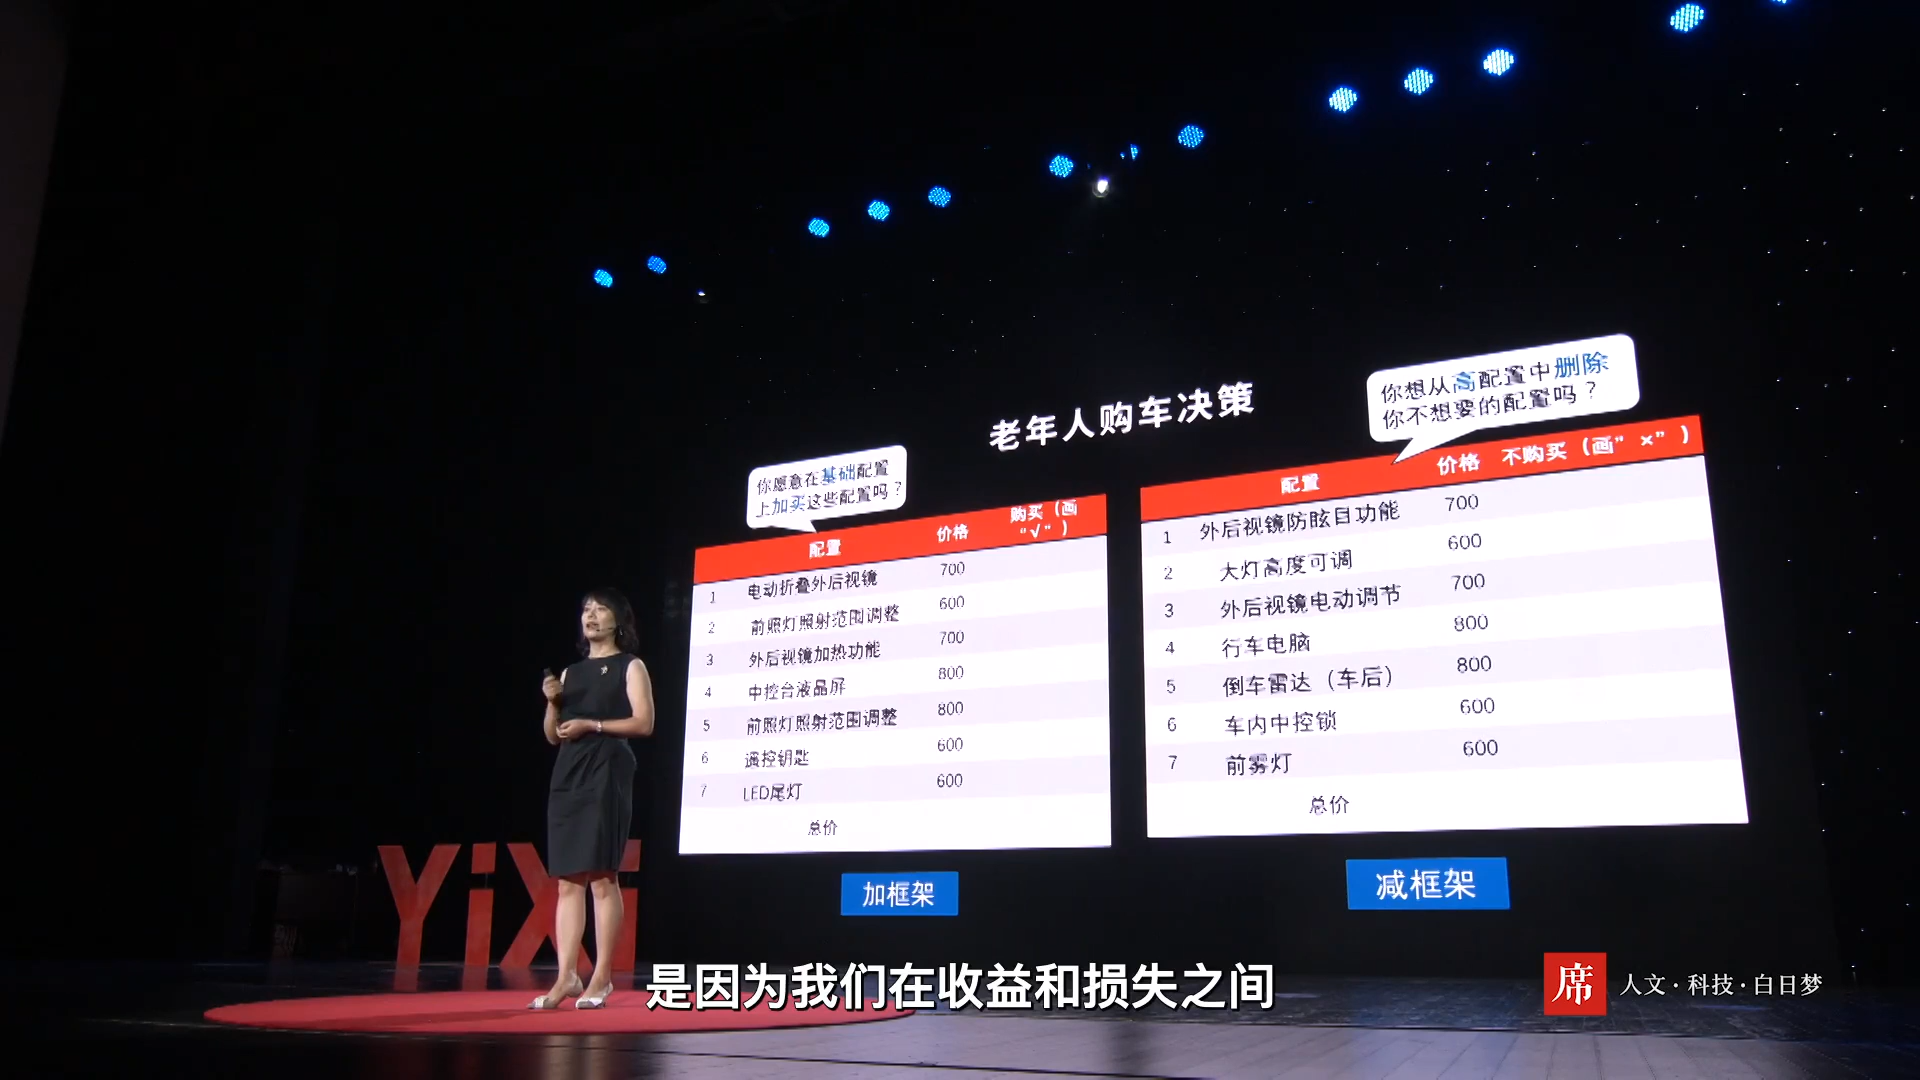 老年人购车决策
你愿意在基础配置
上加买这些配置吗？
配置 价格 购买（画“√”）
1 电动折叠外后视镜 700
2 前照灯照射范围调整 600
3 外后视镜加热功能 700
4 中控台液晶屏 800
5 前照灯照射范围调整 800
6 遥控钥匙 600
7 LED尾灯 600
总价
加框架
你想从高配置中删除
你不想要的配置吗？
配置 价格 不购买（画”×”）
1 外后视镜防眩目功能 700
2 大灯高度可调 600
3 外后视镜电动调节 700
4 行车电脑 800
5 倒车雷达（车后） 800
6 车内中控锁 600
7 前雾灯 600
总价
减框架
YiXi
是因为我们在收益和损失之间
席 人文·科技·白日梦